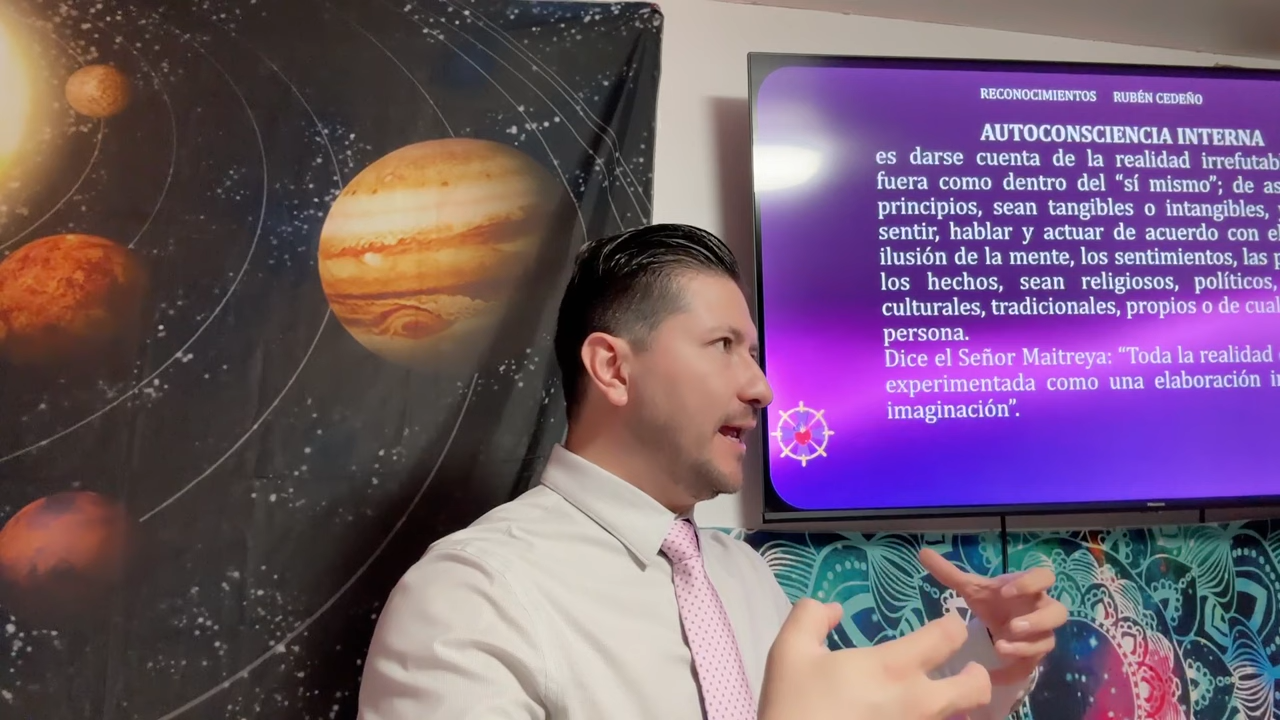 RECONOCIMIENTOS RUBÉN CEDEÑO
AUTOCONSCIENCIA INTERNA
es darse cuenta de la realidad
fuera como dentro del “sí mismo”; de
principios, sean tangibles o intangibles,
sentir, hablar y actuar de acuerdo con
ilusión de la mente, los sentimientos, las
los hechos, sean religiosos, políticos,
culturales, tradicionales, propios o de
persona.
Dice el Señor Maitreya: “Toda la realidad
experimentada como una elaboración
imaginación”.